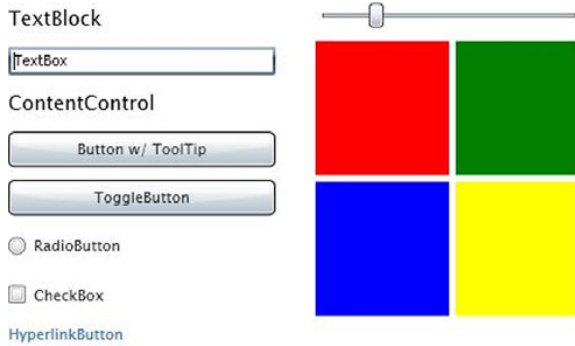 TextBlock
TextBox
ContentControl
Button w/ ToolTip
ToggleButton
RadioButton
CheckBox
HyperlinkButton